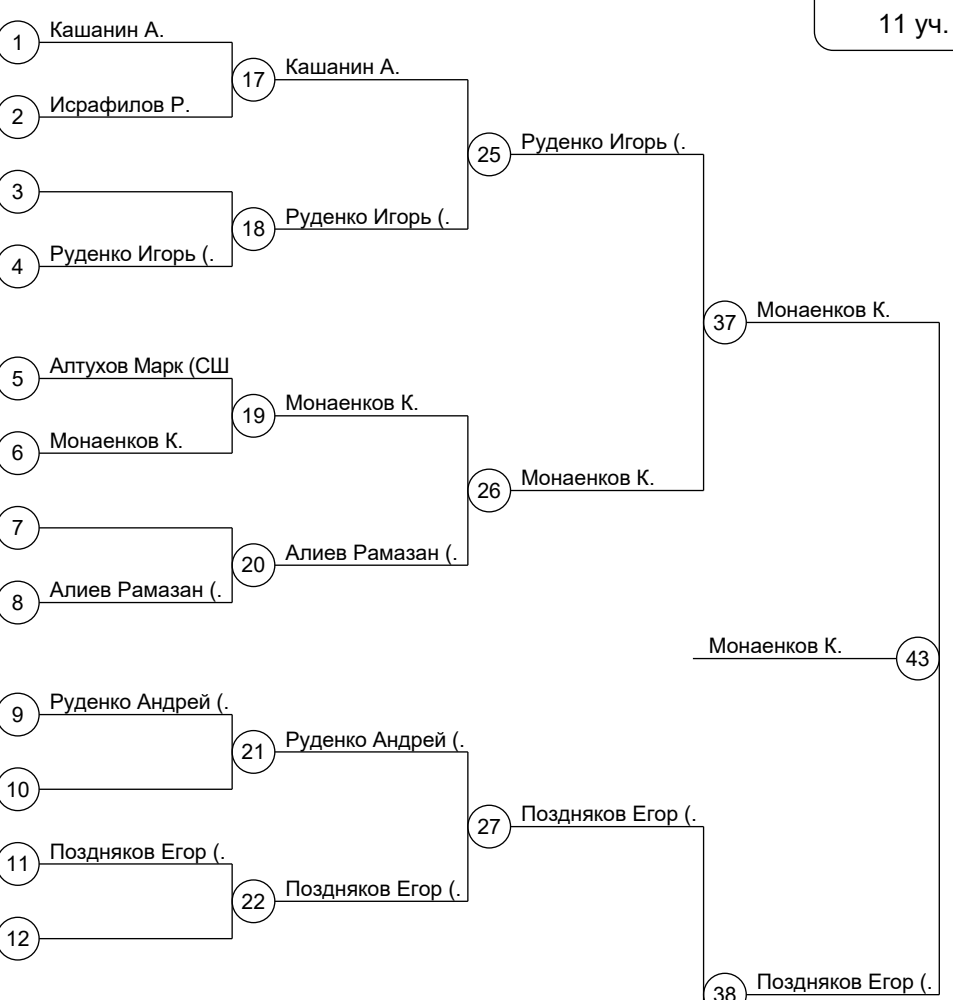 11 уч.
1 Кашанин А.
17 Кашанин А.
2 Исрафилов Р.
25 Руденко Игорь (.
3
18 Руденко Игорь (.
4 Руденко Игорь (.
37 Монаенков К.
5 Алтухов Марк (СШ
19 Монаенков К.
6 Монаенков К.
26 Монаенков К.
7
20 Алиев Рамазан (.
8 Алиев Рамазан (.
Монаенков К. 43
9 Руденко Андрей (.
21 Руденко Андрей (.
10
27 Поздняков Егор (.
11 Поздняков Егор (.
22 Поздняков Егор (.
12
38 Поздняков Егор (.